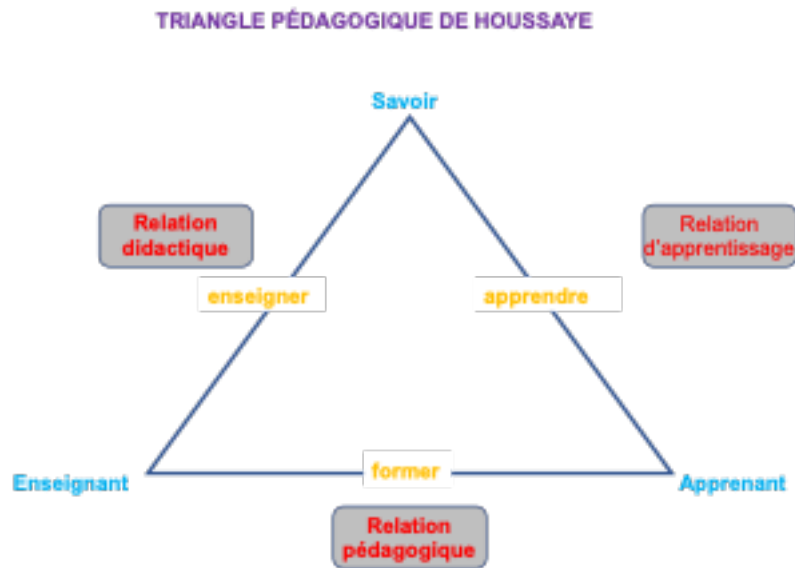 TRIANGLE PÉDAGOGIQUE DE HOUSSAYE
Savoir
Relation
didactique
Relation
d'apprentissage
enseigner
apprendre
Enseignant
former
Apprenant
Relation
pédagogique